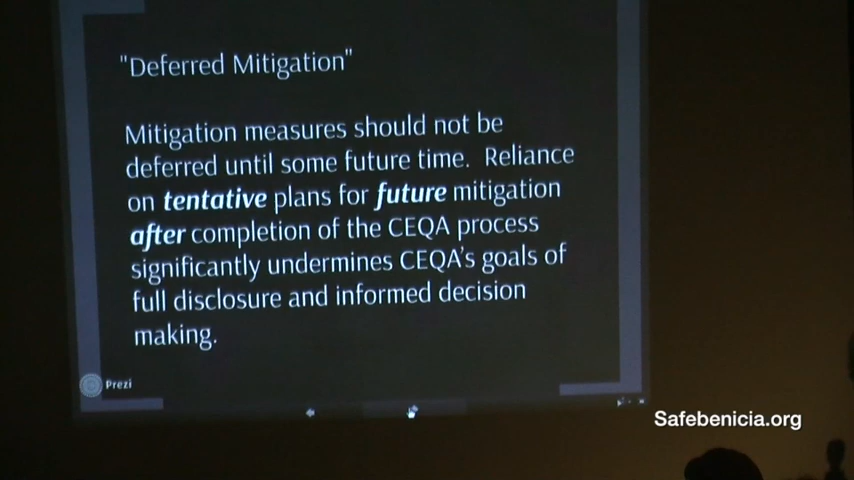 "Deferred Mitigation"
Mitigation measures should not be
deferred until some future time. Reliance
on tentative plans for future mitigation
after completion of the CEQA process
significantly undermines CEQA's goals of
full disclosure and informed decision
making.
Prezi
Safebenicia.org